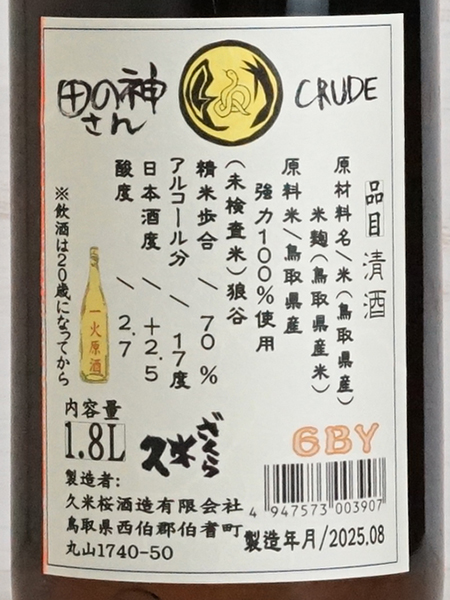 田の神さん
CRUDE
品目 清酒
原材料名／米（鳥取県産）
米麹（鳥取県産米）
原料米／鳥取県産
強力100％使用
（未検査米）狼谷
精米歩合／70％
アルコール分／17度
日本酒度／＋2.5
酸度／2.7
※飲酒は20歳になってから
一火原酒
内容量
1.8L
久米ざくら
6BY
製造者：
久米桜酒造有限会社
鳥取県西伯郡伯耆町
丸山1740-50
4 947573 003907
製造年月/2025.08